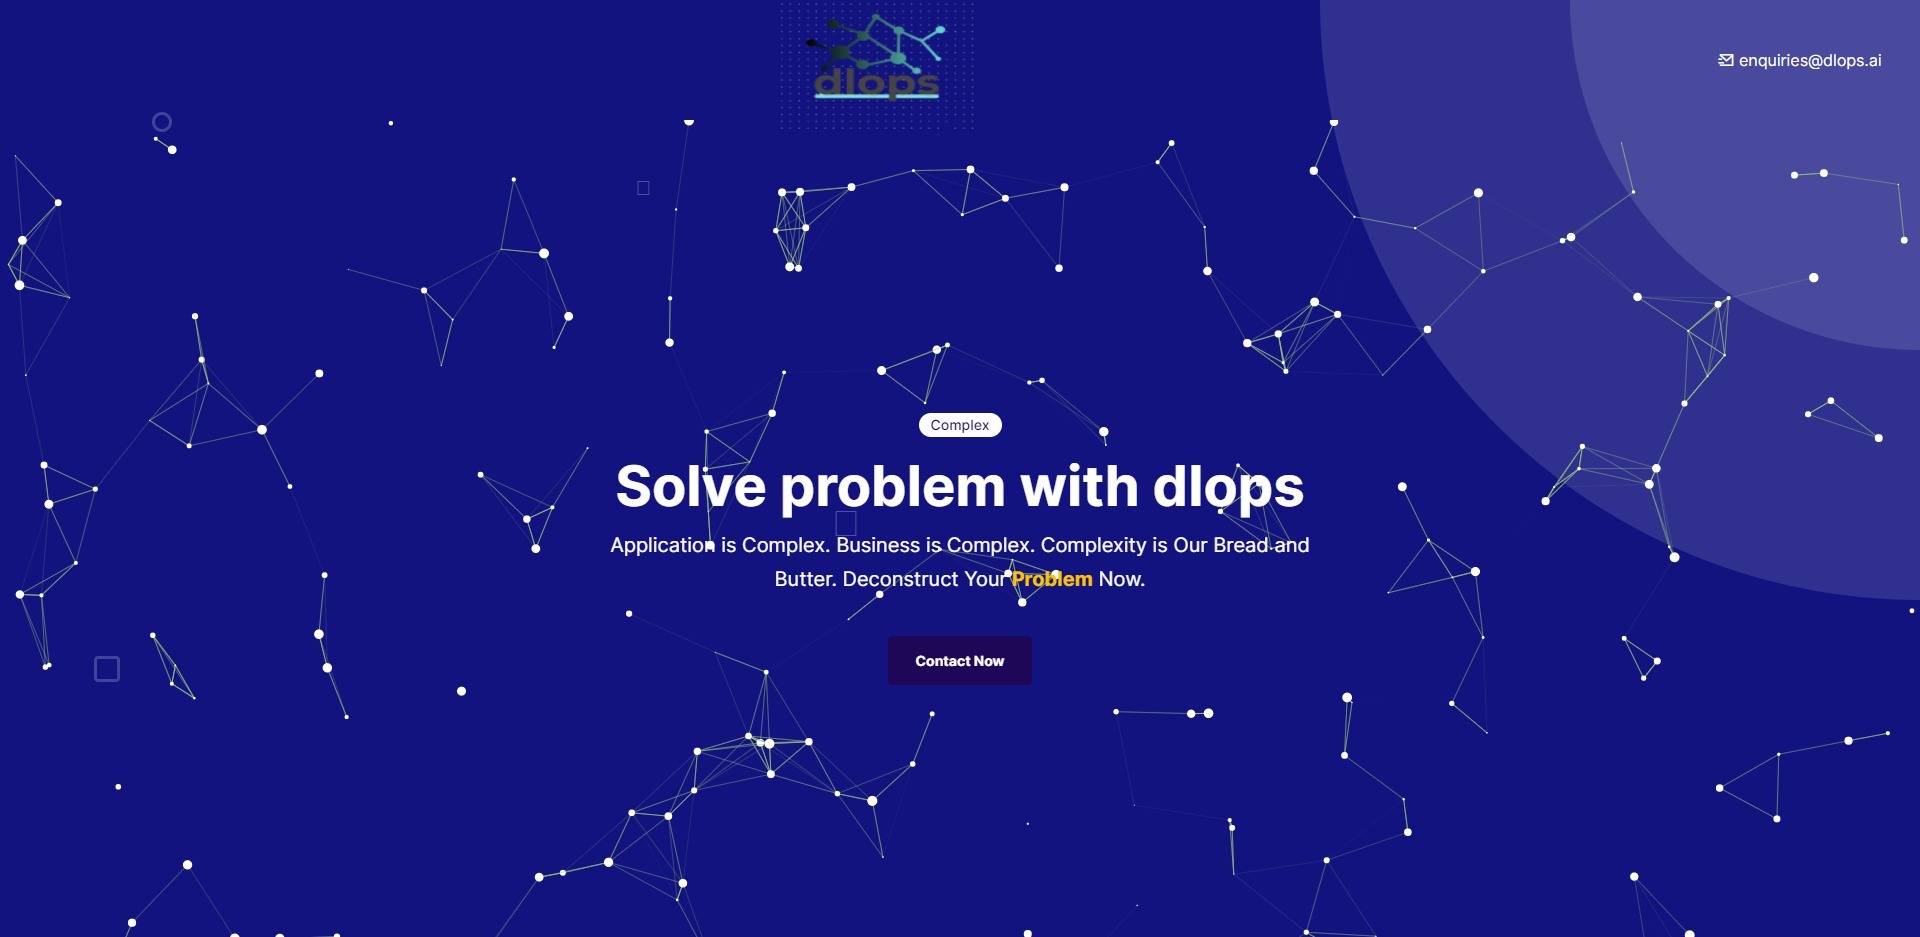 dlops
enquiries@dlops.ai
Complex
Solve problem with dlops
Application is Complex. Business is Complex. Complexity is Our Bread and
Butter. Deconstruct Your Problem Now.
Contact Now